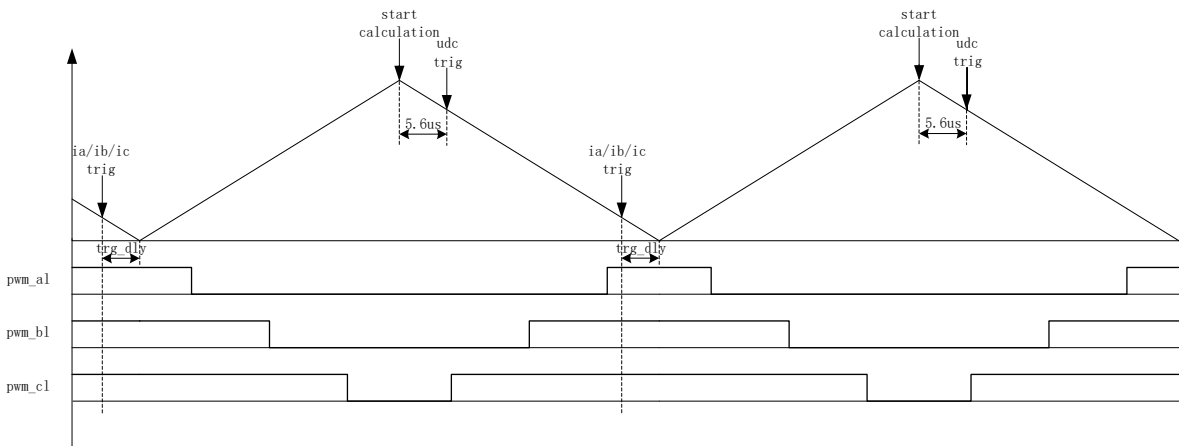 start
calculation
udc
trig
5.6us
ia/ib/ic
trig
trg_dly
start
calculation
udc
trig
5.6us
ia/ib/ic
trig
trg_dly
pwm_al
pwm_bl
pwm_cl